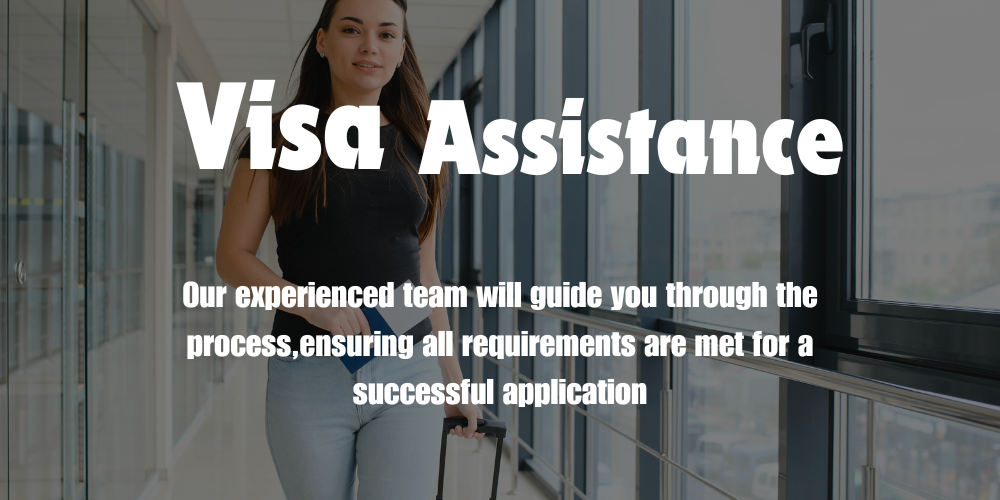 Visa Assistance
Our experienced team will guide you through the
process,ensuring all requirements are met for a
successful application